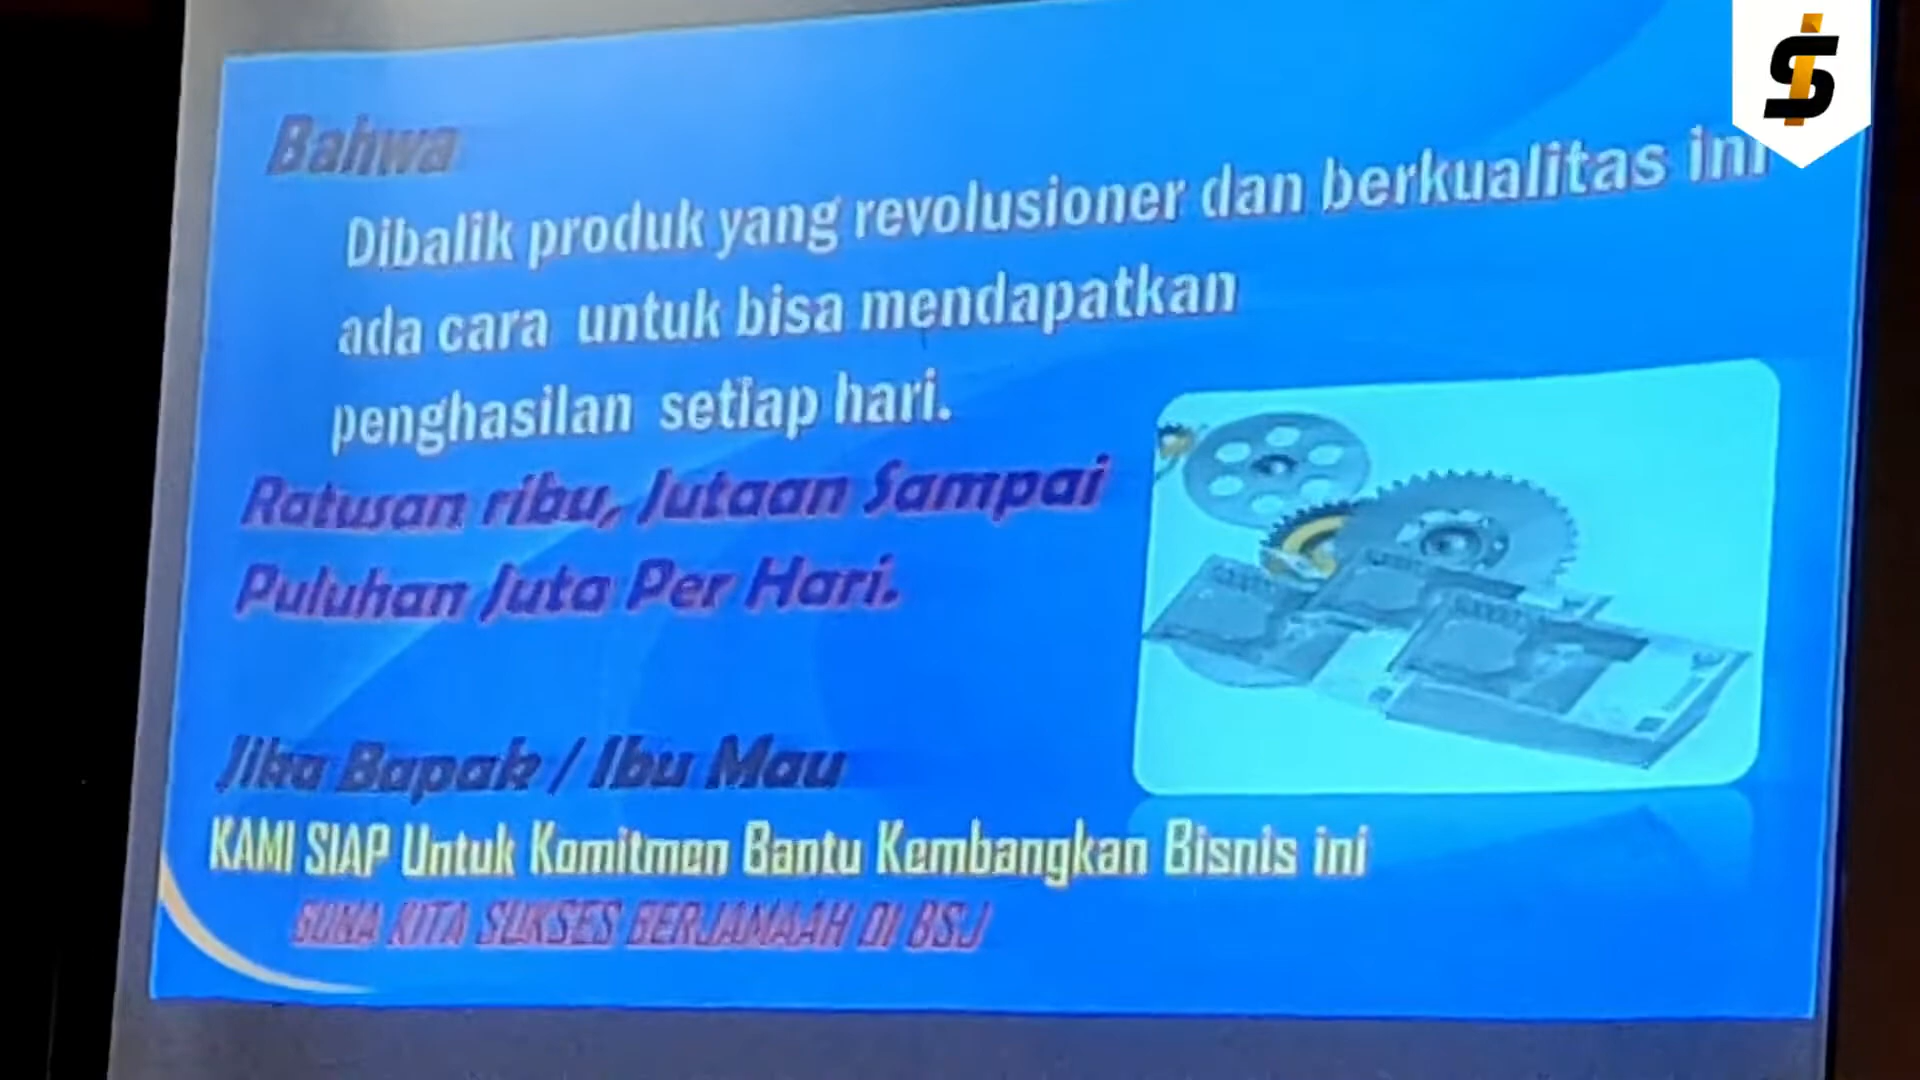 Bahwa
Dibalik produk yang revolusioner dan berkualitas ini
ada cara untuk bisa mendapatkan
penghasilan setiap hari.
Ratusan ribu, Jutaan Sampai
Puluhan Juta Per Hari.
Jika Bapak / Ibu Mau
KAMI SIAP Untuk Komitmen Bantu Kembangkan Bisnis ini
GUNA KITA SUKSES BERJAMAAH DI BSJ